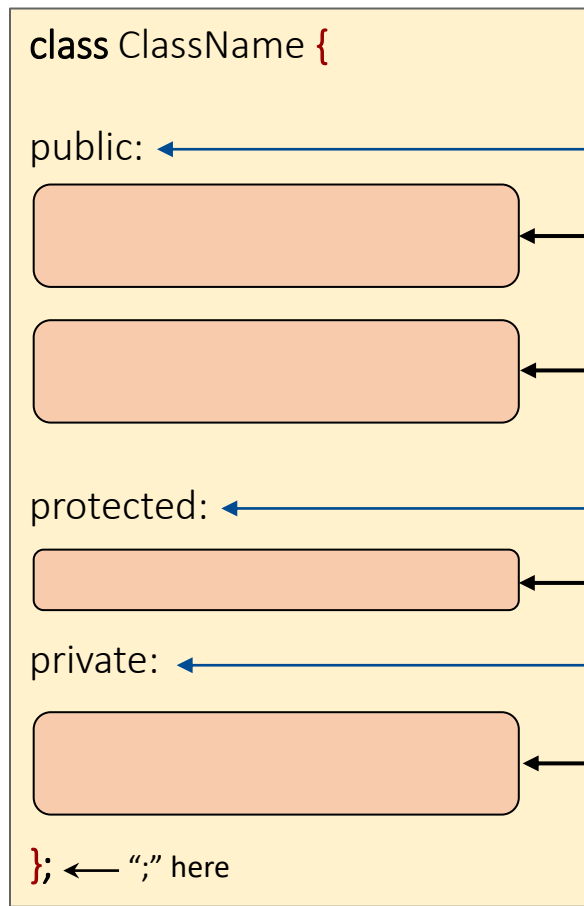 class ClassName {
public:
protected:
private:
}; “;” here